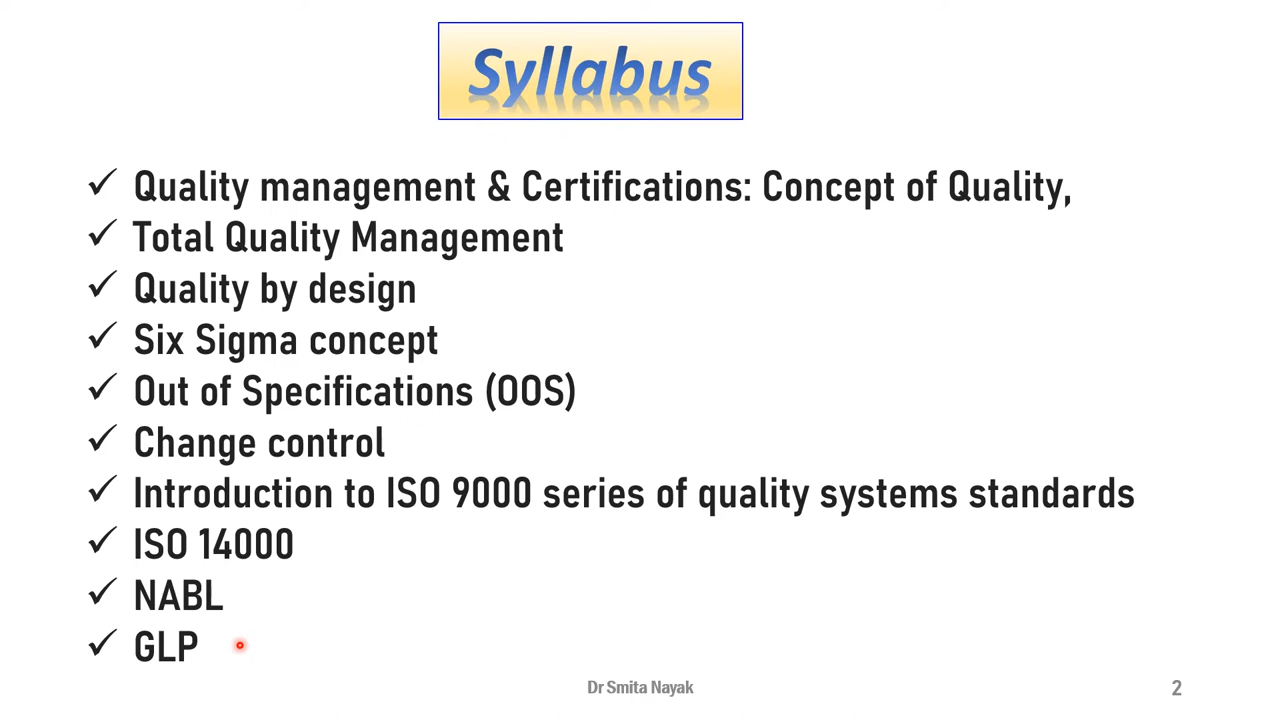 Syllabus
✓ Quality management & Certifications: Concept of Quality,
✓ Total Quality Management
✓ Quality by design
✓ Six Sigma concept
✓ Out of Specifications (OOS)
✓ Change control
✓ Introduction to ISO 9000 series of quality systems standards
✓ ISO 14000
✓ NABL
✓ GLP
Dr Smita Nayak
2